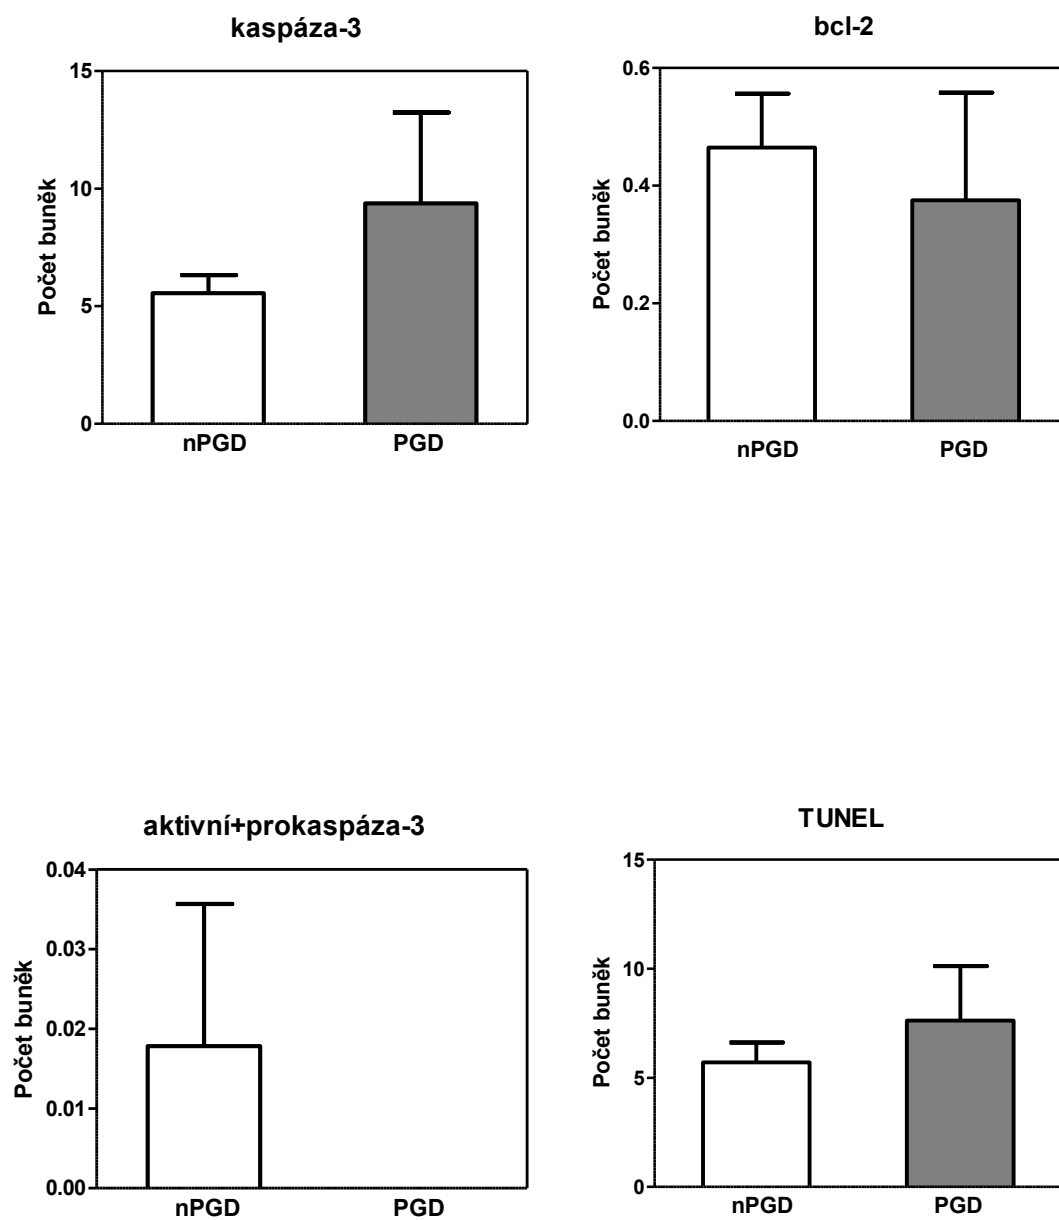 kaspáza-3
15
10
5
0
Počet buněk
nPGD PGD
bcl-2
0.6
0.4
0.2
0.0
Počet buněk
nPGD PGD
aktivní+prokaspáza-3
0.04
0.03
0.02
0.01
0.00
Počet buněk
nPGD PGD
TUNEL
15
10
5
0
Počet buněk
nPGD PGD